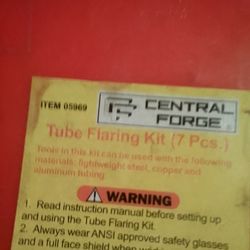 ITEM 05969
CENTRAL
FORGE
Tube Flaring Kit (7 Pcs.)
Tools in this kit can be used with the following
materials: lightweight steel, copper and
aluminum tubing.
WARNING
1. Read instruction manual before setting up
and using the Tube Flaring Kit.
2. Always wear ANSI approved safety glasses
and a full face shield when